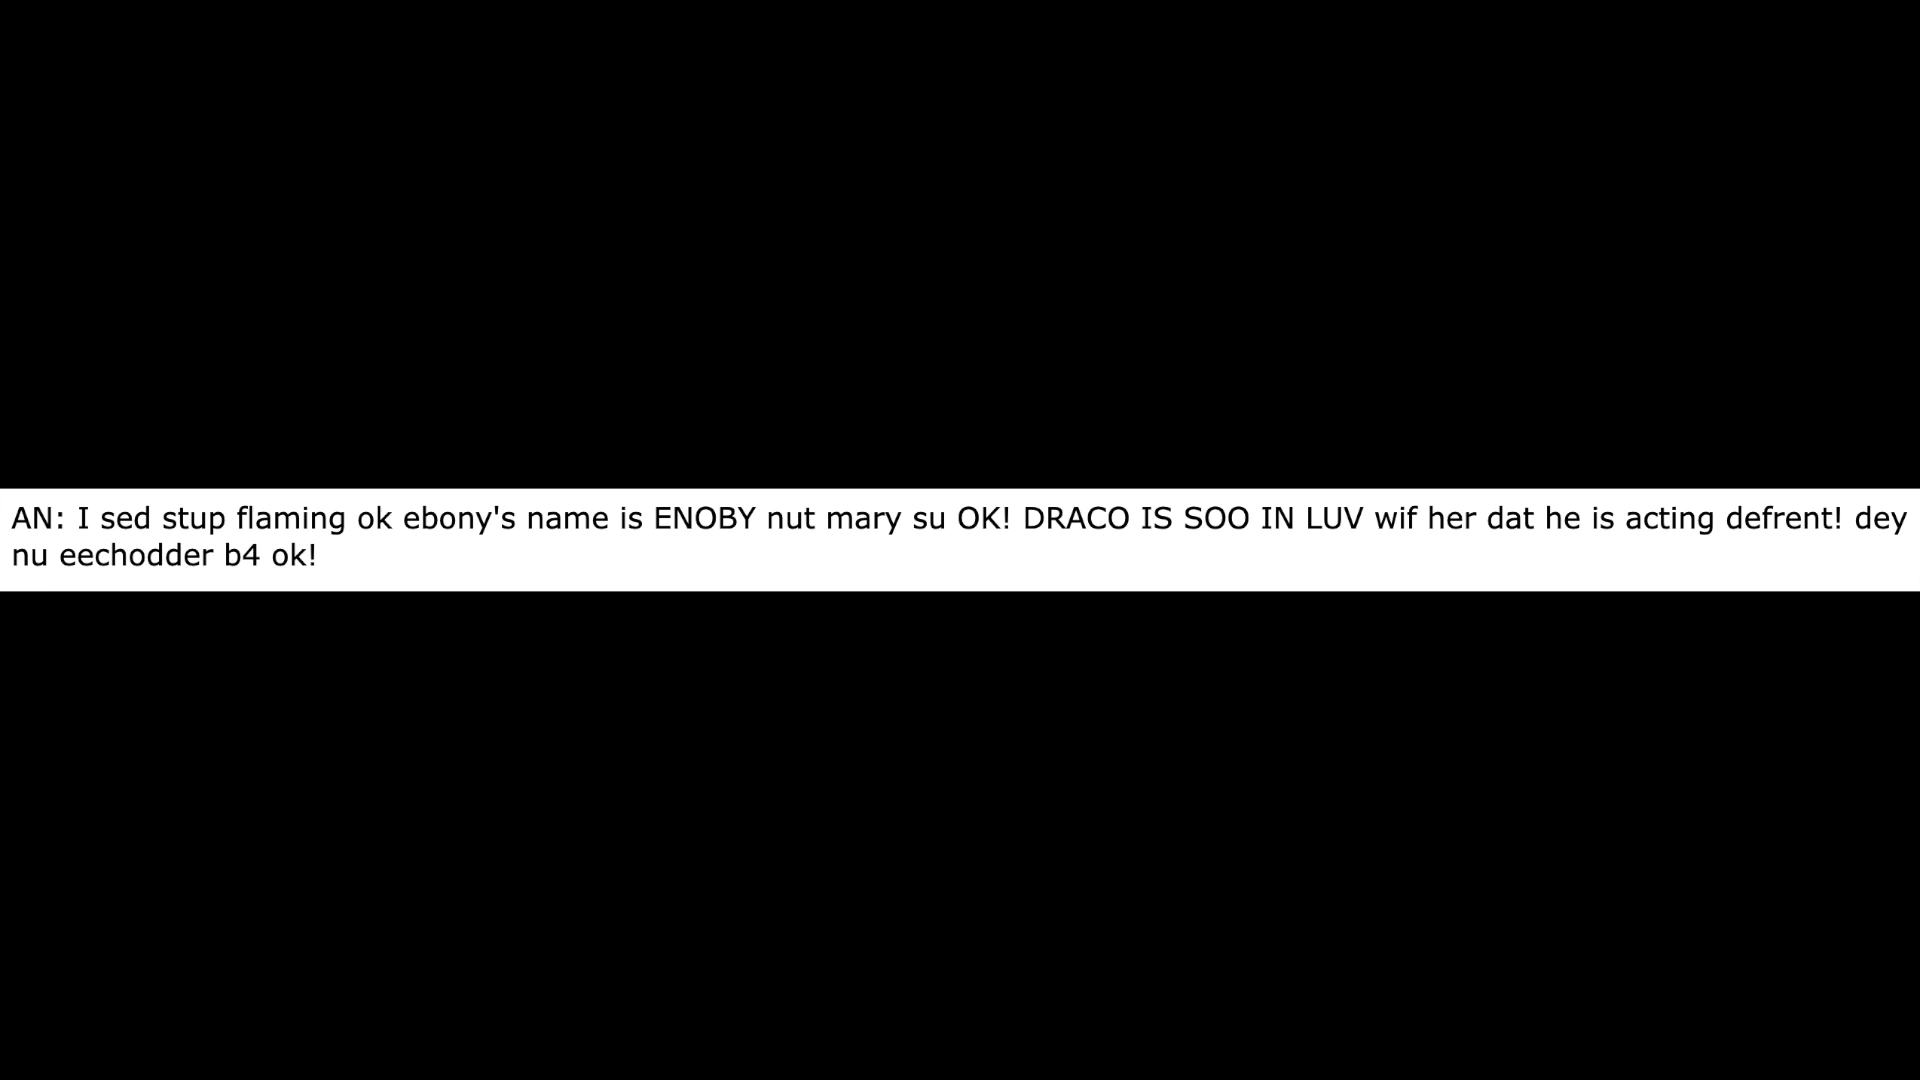 AN: I sed stup flaming ok ebony's name is ENOBY nut mary su OK! DRACO IS SOO IN LUV wif her dat he is acting defrent! dey
nu eechodder b4 ok!